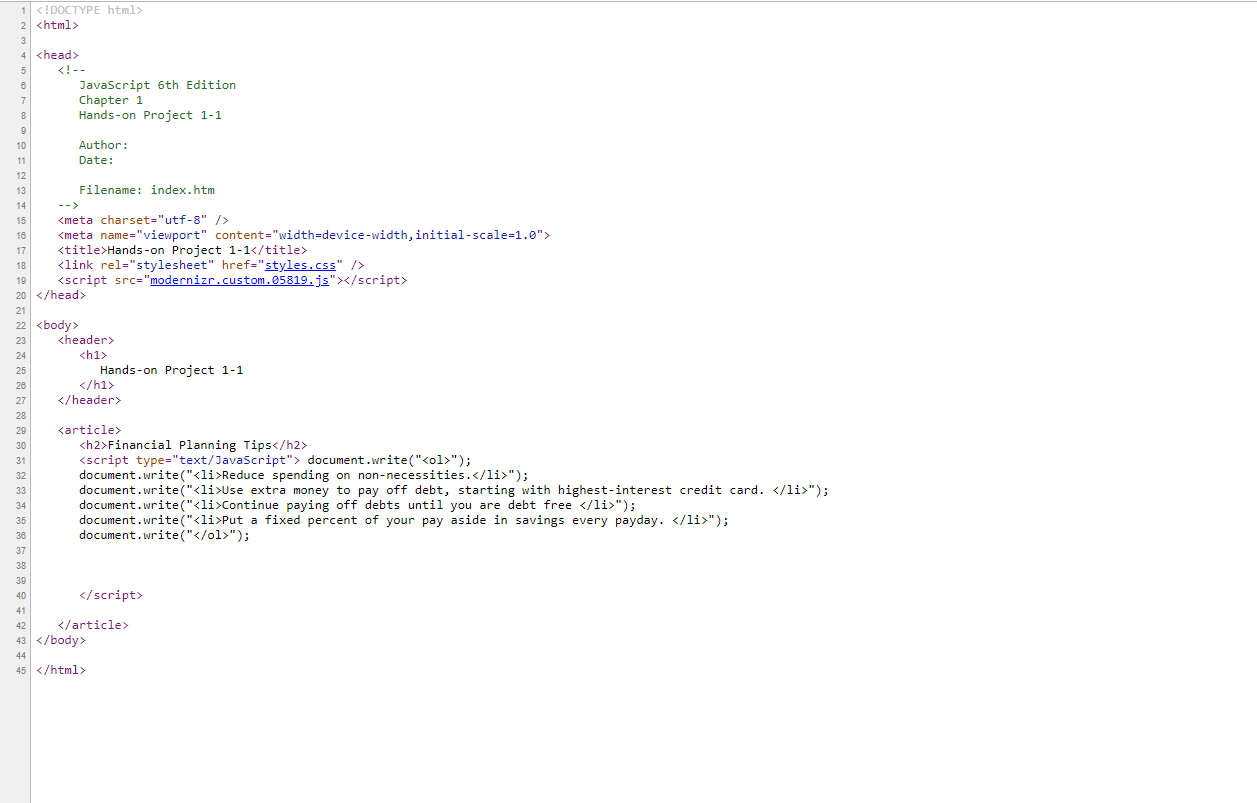 1 <!DOCTYPE html>
2 <html>
3
4 <head>
5 <!--
6 JavaScript 6th Edition
7 Chapter 1
8 Hands-on Project 1-1
9
10 Author:
11 Date:
12
13 Filename: index.htm
14 -->
15 <meta charset="utf-8" />
16 <meta name="viewport" content="width=device-width,initial-scale=1.0">
17 <title>Hands-on Project 1-1</title>
18 <link rel="stylesheet" href="styles.css" />
19 <script src="modernizr.custom.05819.js"></script>
20 </head>
21
22 <body>
23 <header>
24 <h1>
25 Hands-on Project 1-1
26 </h1>
27 </header>
28
29 <article>
30 <h2>Financial Planning Tips</h2>
31 <script type="text/JavaScript"> document.write("<ol>");
32 document.write("<li>Reduce spending on non-necessities.</li>");
33 document.write("<li>Use extra money to pay off debt, starting with highest-interest credit card. </li>");
34 document.write("<li>Continue paying off debts until you are debt free </li>");
35 document.write("<li>Put a fixed percent of your pay aside in savings every payday. </li>");
36 document.write("</ol>");
37
38
39
40 </script>
41
42 </article>
43 </body>
44
45 </html>